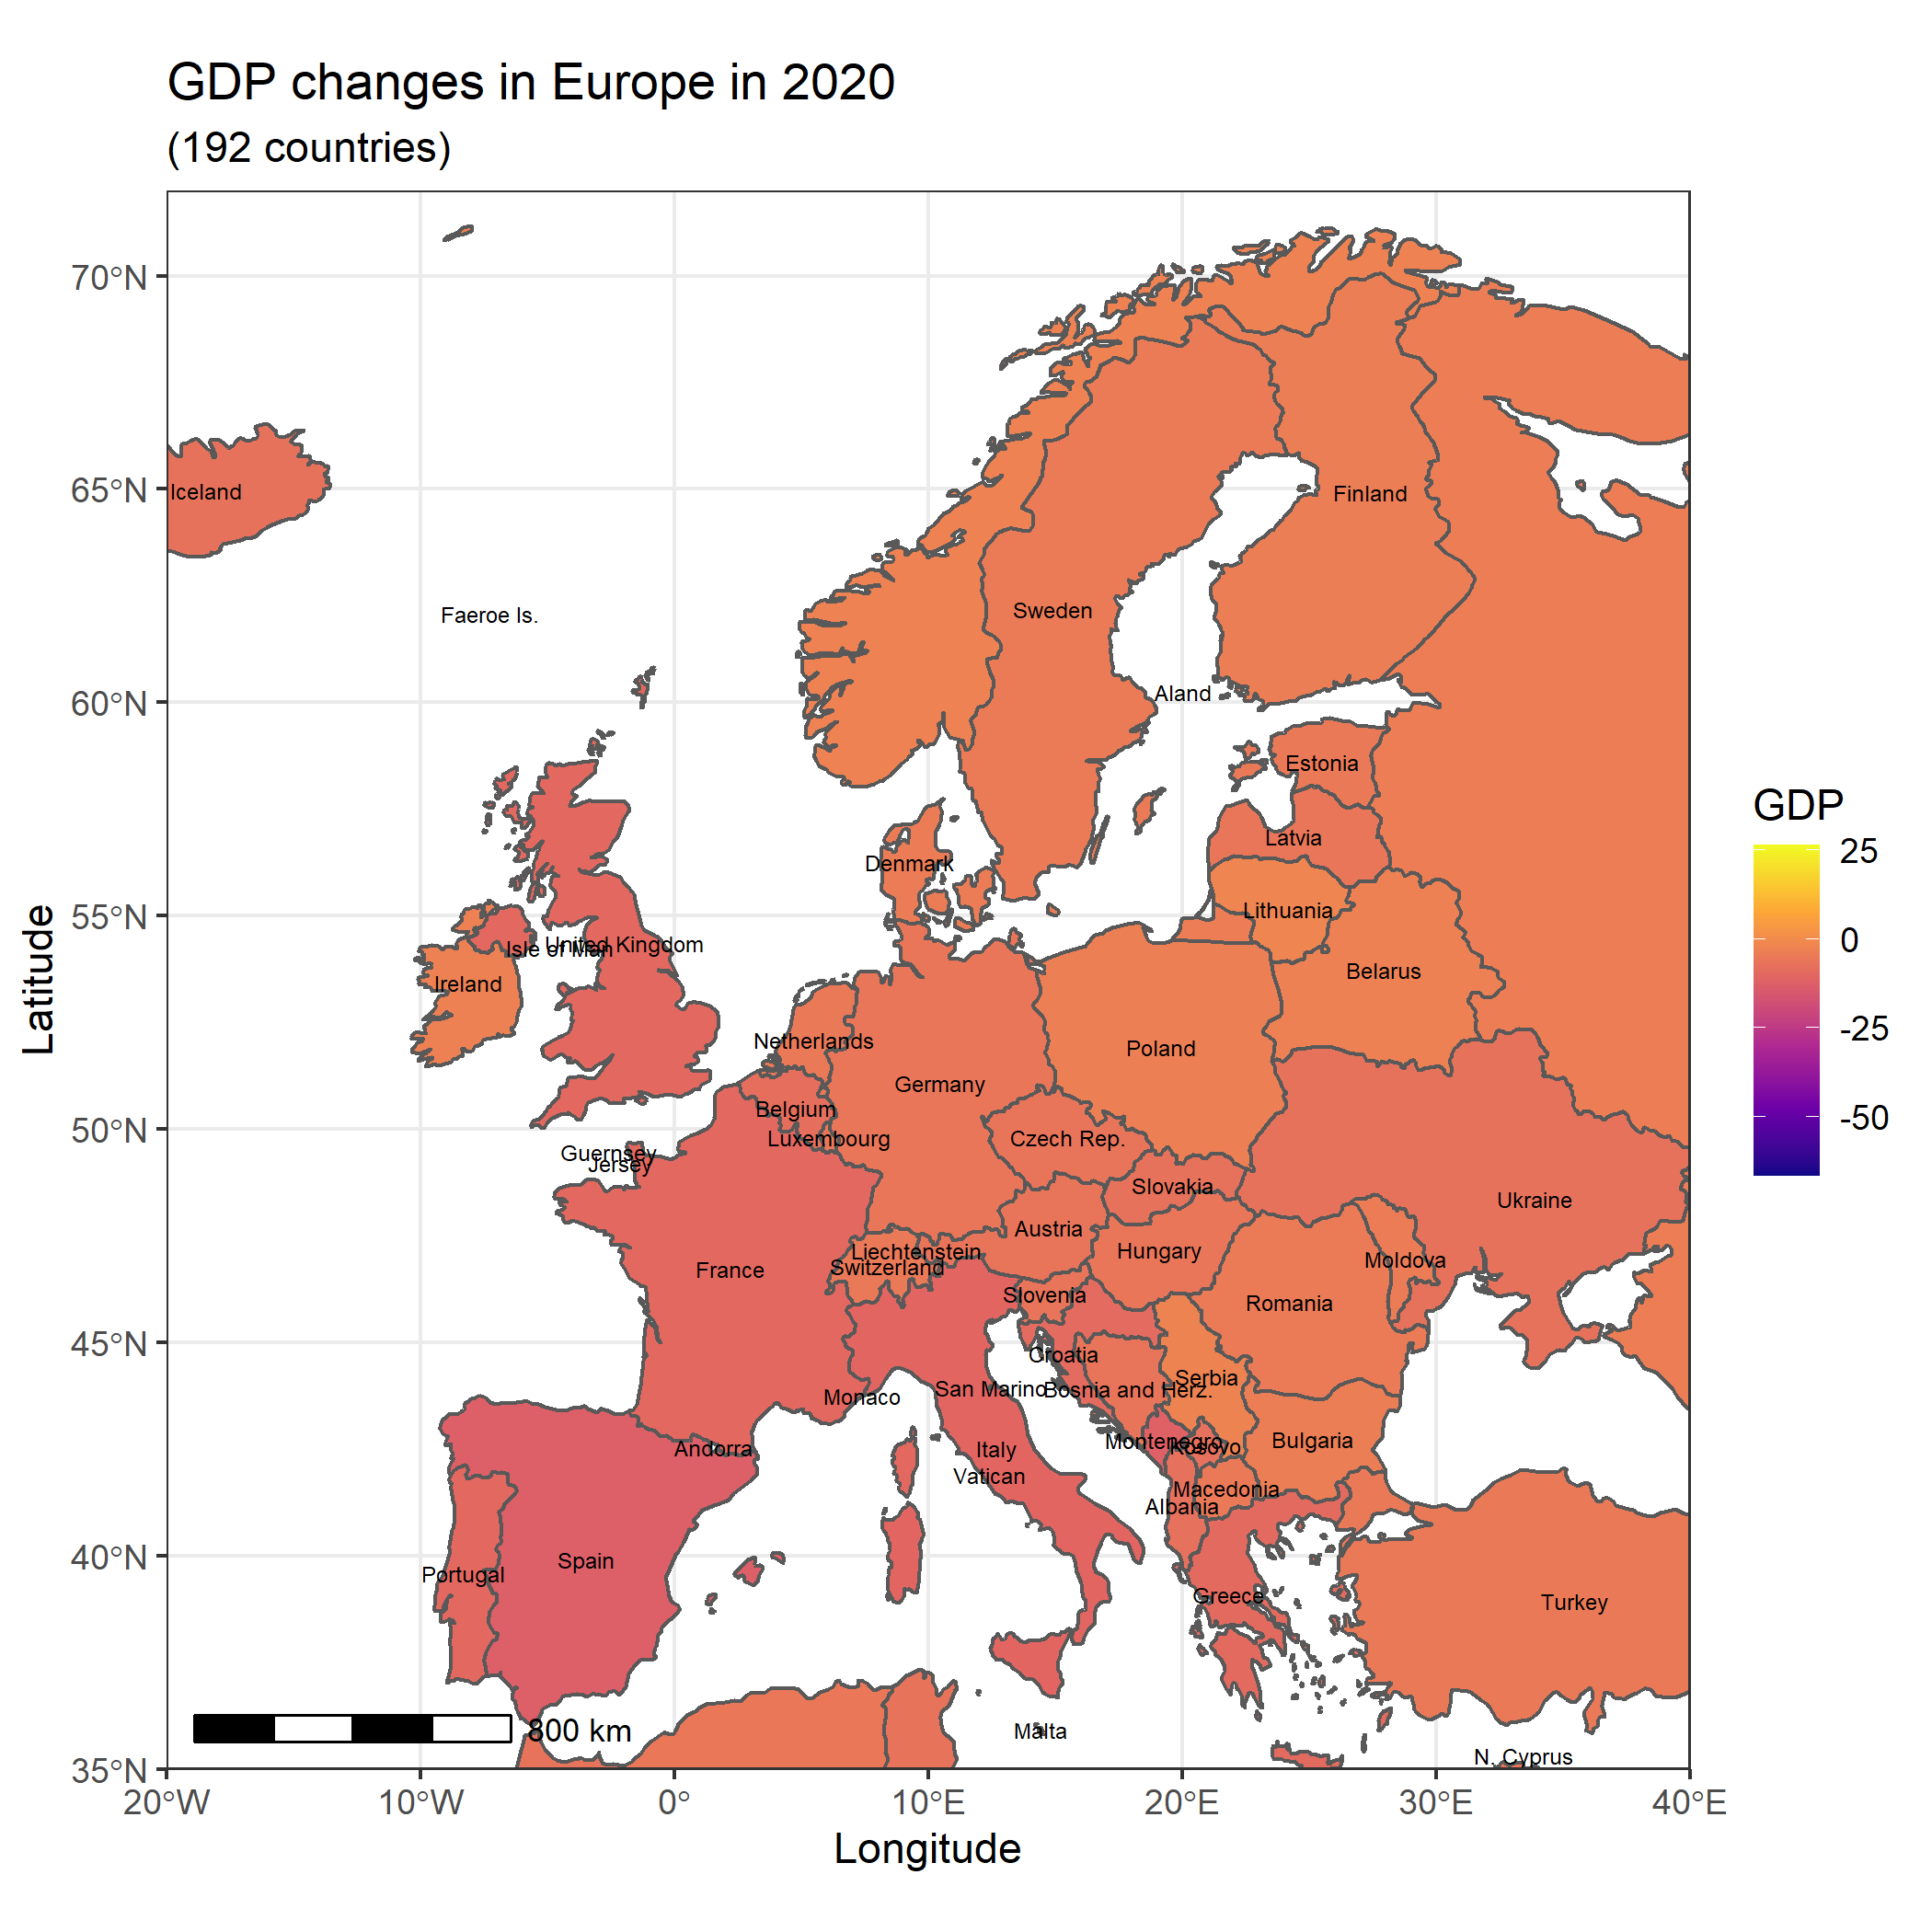 GDP changes in Europe in 2020
(192 countries)
70°N
65°N
60°N
55°N
50°N
45°N
40°N
35°N
Latitude
Iceland
Finland
Sweden
Faeroe Is.
Aland
Estonia
Latvia
Denmark
Lithuania
United Kingdom
Isle of Man
Belarus
Ireland
Netherlands
Poland
Germany
Belgium
Luxembourg
Czech Rep.
Guernsey
Jersey
Slovakia
Ukraine
Austria
Liechtenstein
Hungary
Moldova
Switzerland
France
Slovenia
Romania
Croatia
Serbia
San Marino
Bosnia and Herz.
Monaco
Montenegro
Kosovo
Bulgaria
Andorra
Italy
Vatican
Macedonia
Albania
Spain
Portugal
Greece
Turkey
800 km
Malta
N. Cyprus
20°W
10°W
0°
10°E
20°E
30°E
40°E
Longitude
GDP
25
0
-25
-50